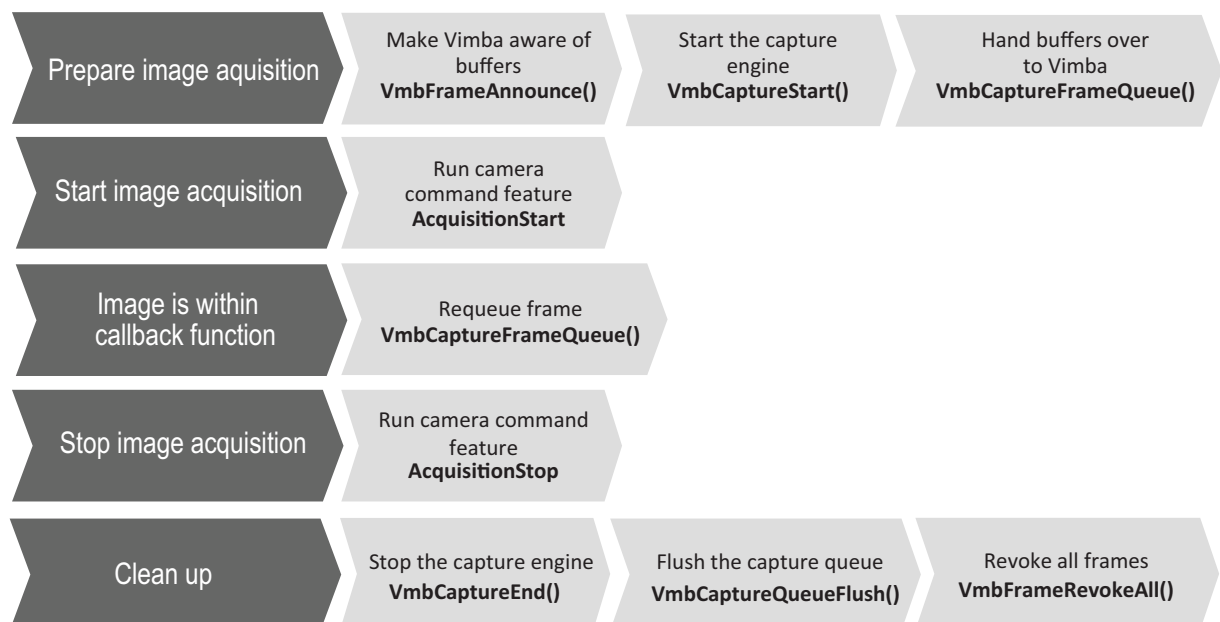 Prepare image aquisition
Make Vimba aware of
buffers
VmbFrameAnnounce()
Start the capture
engine
VmbCaptureStart()
Hand buffers over
to Vimba
VmbCaptureFrameQueue()
Start image acquisition
Run camera
command feature
AcquisitionStart
Image is within
callback function
Requeue frame
VmbCaptureFrameQueue()
Stop image acquisition
Run camera command
feature
AcquisitionStop
Clean up
Stop the capture engine
VmbCaptureEnd()
Flush the capture queue
VmbCaptureQueueFlush()
Revoke all frames
VmbFrameRevokeAll()